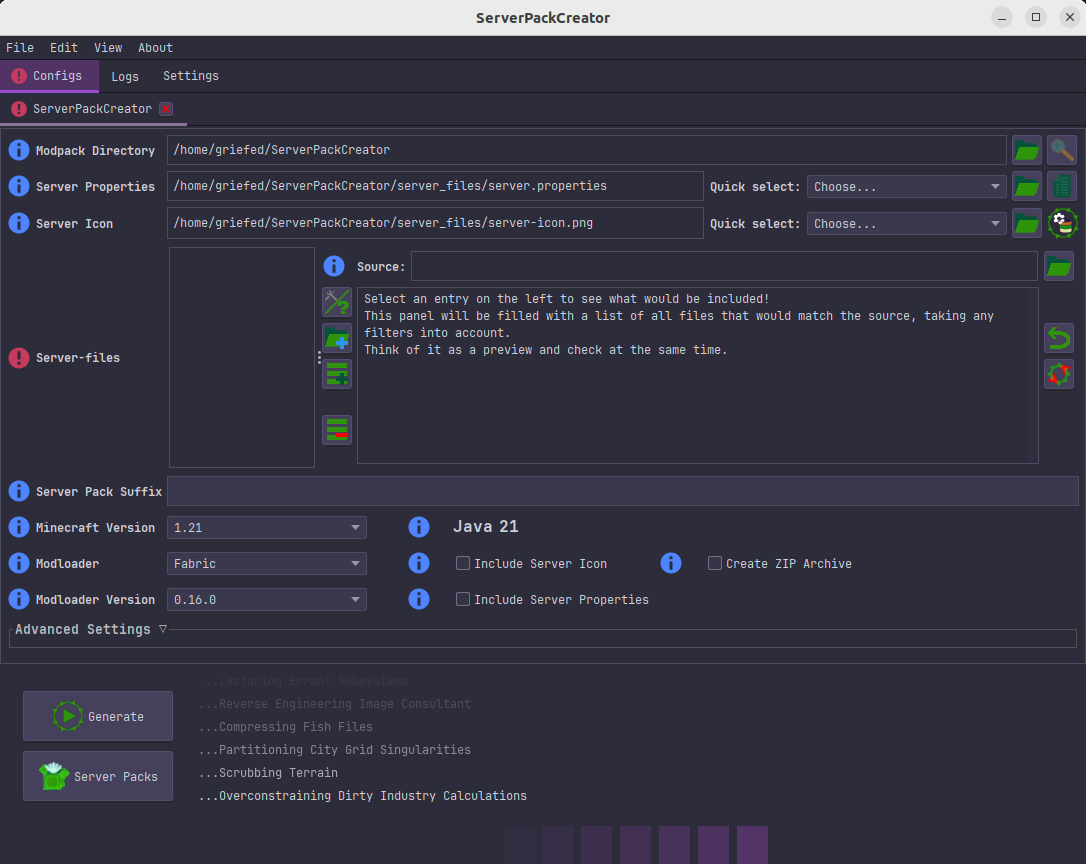 ServerPackCreator
File Edit View About
Configs Logs Settings
ServerPackCreator
Modpack Directory /home/griefed/ServerPackCreator
Server Properties /home/griefed/ServerPackCreator/server_files/server.properties Quick select: Choose...
Server Icon /home/griefed/ServerPackCreator/server_files/server-icon.png Quick select: Choose...
Source:
Select an entry on the left to see what would be included!
This panel will be filled with a list of all files that would match the source, taking any
filters into account.
Think of it as a preview and check at the same time.
Server-files
Server Pack Suffix
Minecraft Version 1.21 Java 21
Modloader Fabric Include Server Icon Create ZIP Archive
Modloader Version 0.16.0 Include Server Properties
Advanced Settings ▽
...Lecturing Errant Subsystems
...Reverse Engineering Image Consultant
Generate
...Compressing Fish Files
...Partitioning City Grid Singularities
...Scrubbing Terrain
Server Packs
...Overconstraining Dirty Industry Calculations